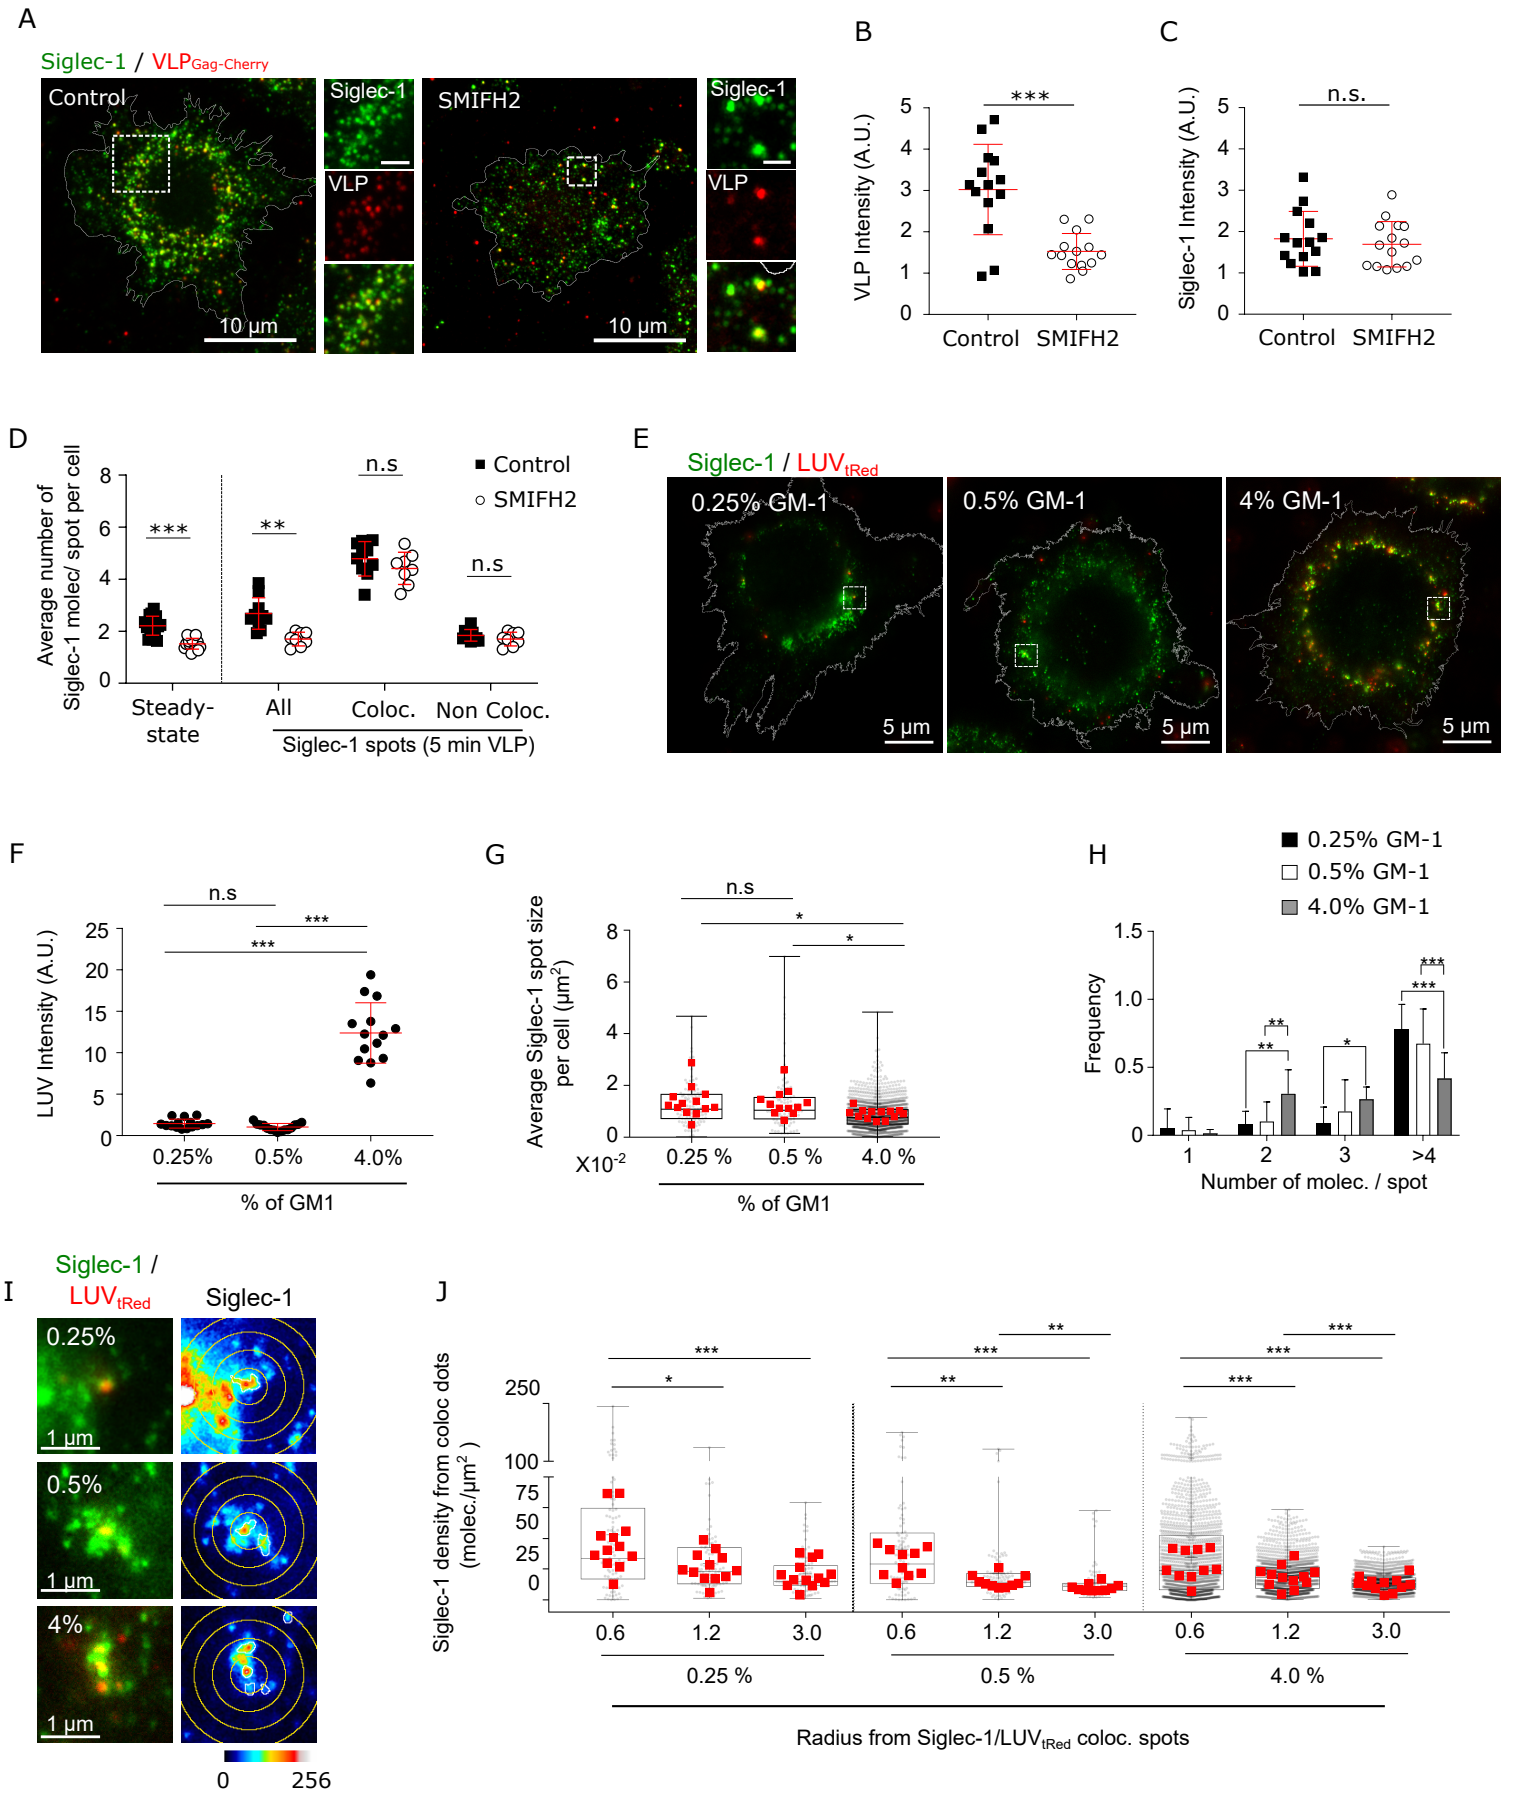 A
Siglec-1 / VLPGag-Cherry
Control
10 µm
Siglec-1
VLP
SMIFH2
10 µm
Siglec-1
VLP
B
VLP Intensity (A.U.)
5
4
3
2
1
0
***
Control SMIFH2
C
Siglec-1 Intensity (A.U.)
5
4
3
2
1
0
n.s.
Control SMIFH2
D
Average number of
Siglec-1 molec/ spot per cell
8
6
4
2
0
***
**
n.s
n.s
Control
SMIFH2
Steady-
state
All Coloc. Non Coloc.
Siglec-1 spots (5 min VLP)
E
Siglec-1 / LUVtRed
0.25% GM-1
5 µm
0.5% GM-1
5 µm
4% GM-1
5 µm
F
LUV Intensity (A.U.)
25
20
15
10
5
0
n.s
***
***
0.25% 0.5% 4.0%
% of GM1
G
Average Siglec-1 spot size
per cell (µm2)
8
6
4
2
0
X10-2
n.s
*
*
0.25 % 0.5 % 4.0 %
% of GM1
H
0.25% GM-1
0.5% GM-1
4.0% GM-1
Frequency
1.5
1.0
0.5
0
**
**
*
***
***
1 2 3 >4
Number of molec. / spot
I
Siglec-1 /
LUVtRed
Siglec-1
0.25%
1 µm
0.5%
1 µm
4%
1 µm
0 256
J
Siglec-1 density from coloc dots
(molec./µm2 )
250
100
75
50
25
0
***
*
**
***
**
***
***
***
0.6 1.2 3.0 0.6 1.2 3.0 0.6 1.2 3.0
0.25 % 0.5 % 4.0 %
Radius from Siglec-1/LUVtRed coloc. spots